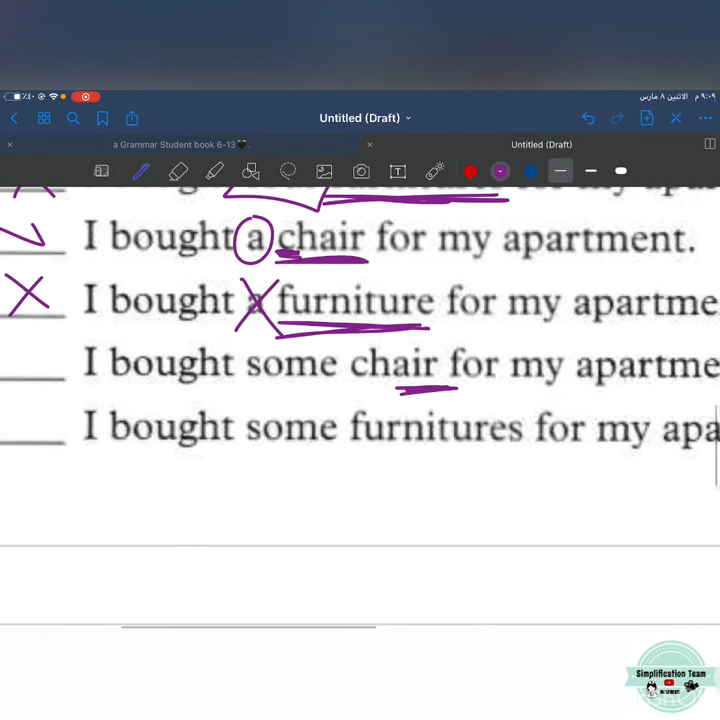 ٪٤٠ ٩:٠٩ م الاثنين ٨ مارس
Untitled (Draft)
a Grammar Student book 6-13🖤. Untitled (Draft)
T
I bought a chair for my apartment.
I bought a furniture for my apartme
I bought some chair for my apartme
I bought some furnitures for my apa
Simplification Team